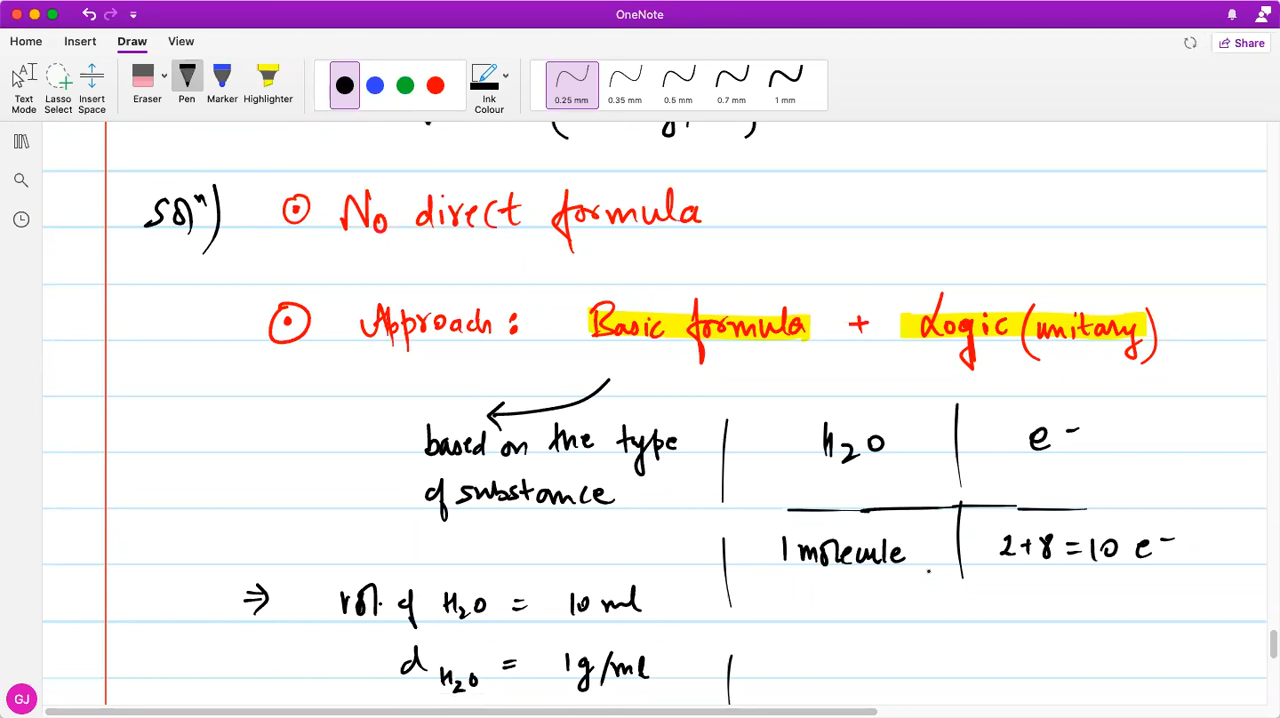 OneNote
Home Insert Draw View
Share
Text Mode
Lasso Select
Insert Space
Eraser
Pen
Marker
Highlighter
Ink Colour
0.25 mm
0.35 mm
0.5 mm
0.7 mm
1 mm
Solⁿ) ⊙ No direct formula
⊙ Approach: Basic formula + Logic (unitary)
based on the type | H₂O | e⁻
of substance
| 1 molecule | 2+8 = 10 e⁻
⇒ vol. of H₂O = 10 ml
d H₂O = 1g/ml
GJ